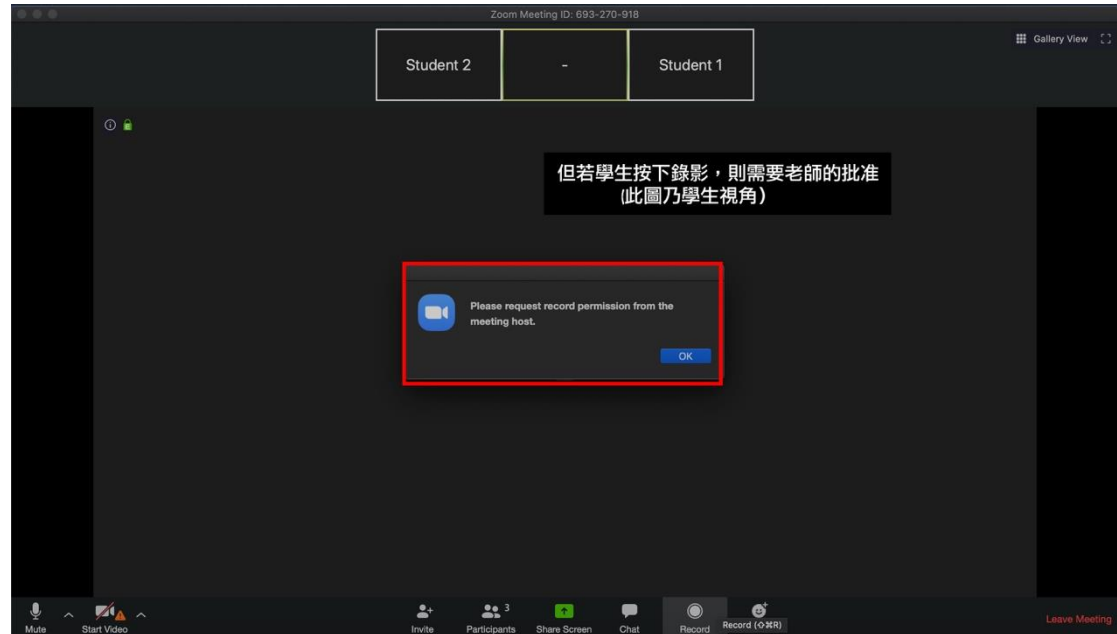 Zoom Meeting ID: 693-270-918
Student 2
-
Student 1
Gallery View
但若學生按下錄影，則需要老師的批准
(此圖乃學生視角）
Please request record permission from the
meeting host.
OK
Mute
Start Video
Invite
Participants
3
Share Screen
Chat
Record
Record (⇧⌘R)
Leave Meeting